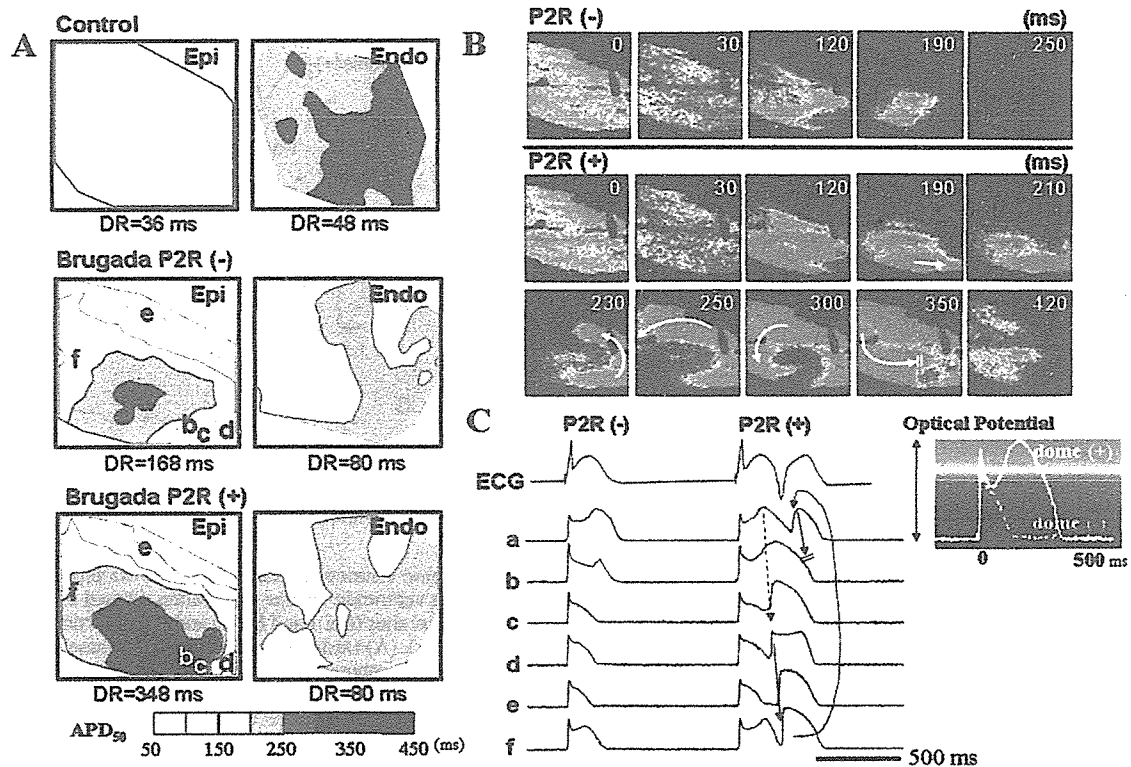 A
Control
Epi
Endo
DR=36 ms
DR=48 ms
Brugada P2R (-)
Epi
Endo
e
f
b c d
DR=168 ms
DR=80 ms
Brugada P2R (+)
Epi
Endo
e
f
b c d
DR=348 ms
DR=80 ms
APD50
50 150 250 350 450 (ms)
B
P2R (-) (ms)
0 30 120 190 250
P2R (+) (ms)
0 30 120 190 210
230 250 300 350 420
C
P2R (-) P2R (+)
ECG
a
b
c
d
e
f
500 ms
Optical Potential
dome (+)
dome (-)
0 500 ms